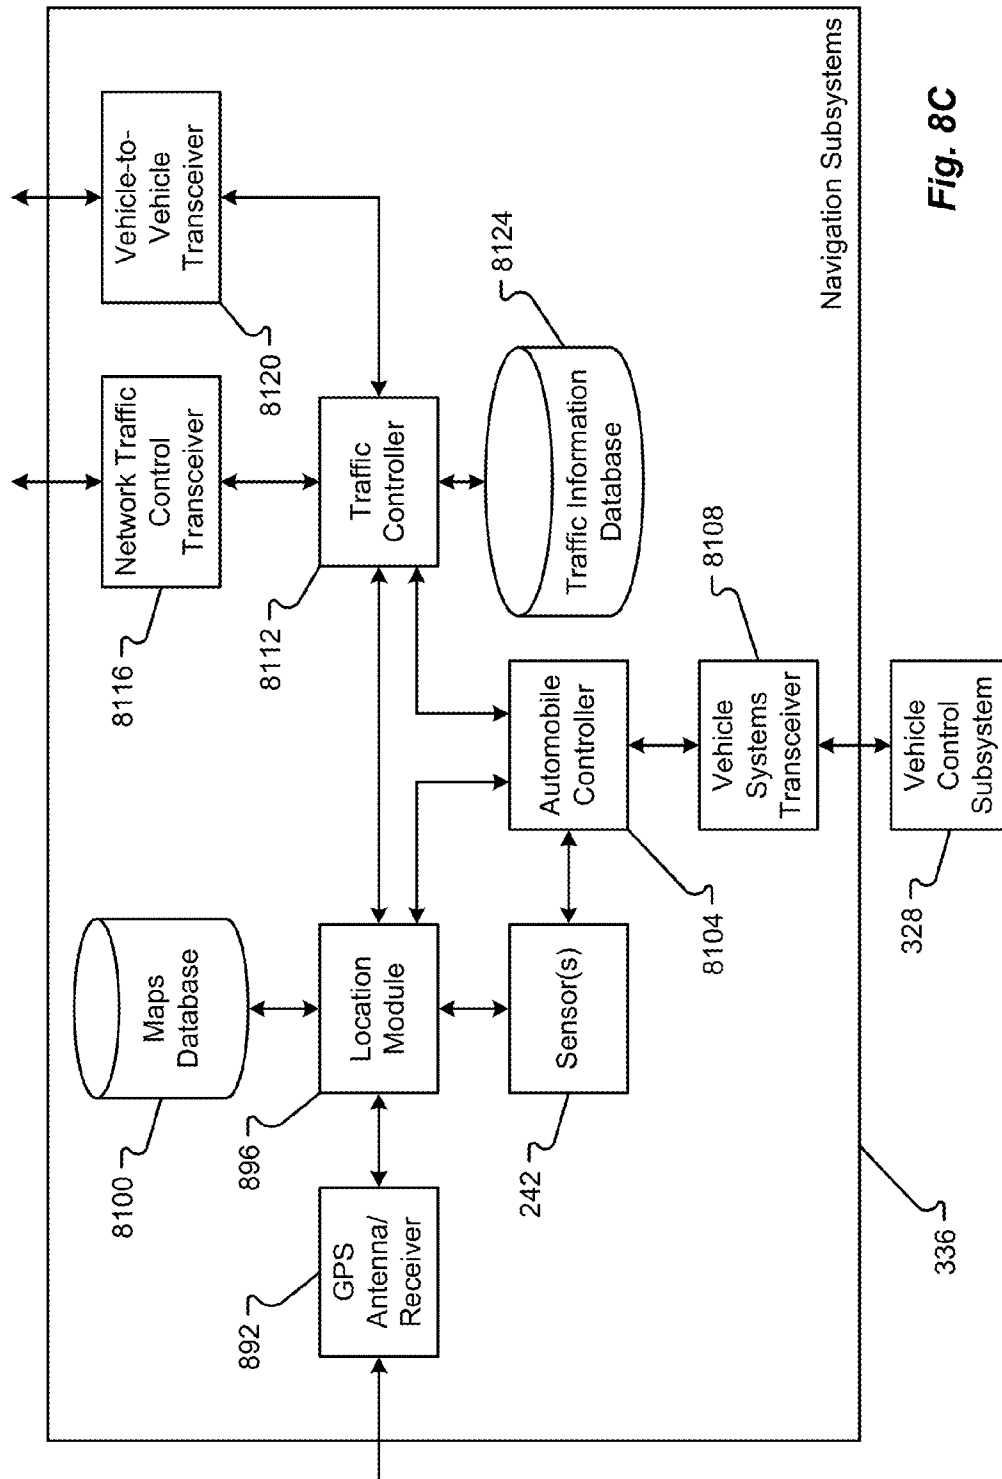 8100
Maps
Database
8116
Network Traffic
Control
Transceiver
Vehicle-to-
Vehicle
Transceiver
8120
892
GPS
Antenna/
Receiver
896
Location
Module
8112
Traffic
Controller
8124
Traffic Information
Database
242
Sensor(s)
Automobile
Controller
8104
8108
Vehicle
Systems
Transceiver
Navigation Subsystems
336
328
Vehicle
Control
Subsystem
Fig. 8C